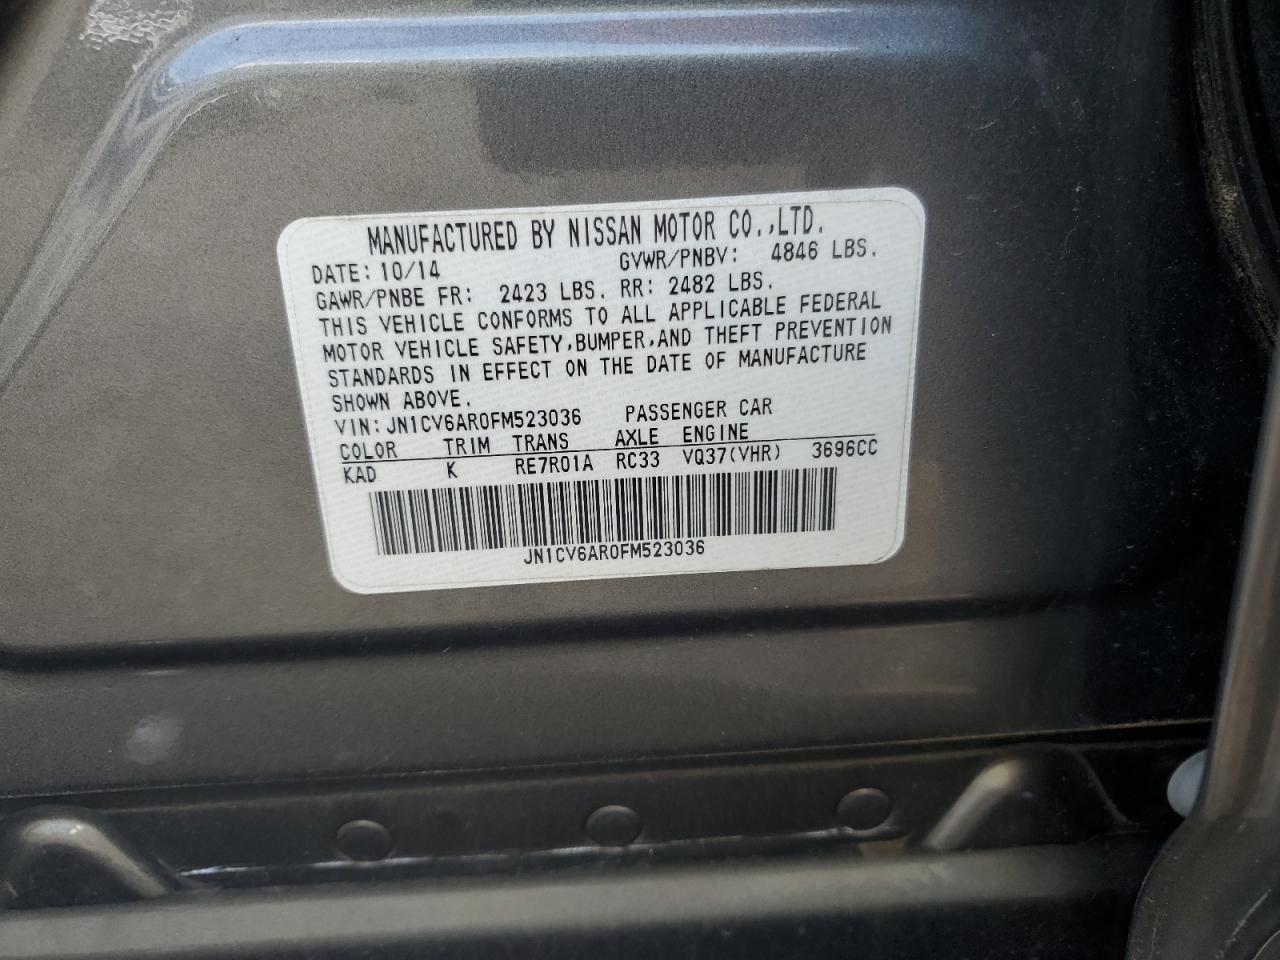 MANUFACTURED BY NISSAN MOTOR CO.,LTD.
DATE: 10/14 GVWR/PNBV: 4846 LBS.
GAWR/PNBE FR: 2423 LBS. RR: 2482 LBS.
THIS VEHICLE CONFORMS TO ALL APPLICABLE FEDERAL
MOTOR VEHICLE SAFETY,BUMPER,AND THEFT PREVENTION
STANDARDS IN EFFECT ON THE DATE OF MANUFACTURE
SHOWN ABOVE.
VIN: JN1CV6AR0FM523036 PASSENGER CAR
COLOR TRIM TRANS AXLE ENGINE
KAD K RE7R01A RC33 VQ37(VHR) 3696CC
JN1CV6AR0FM523036